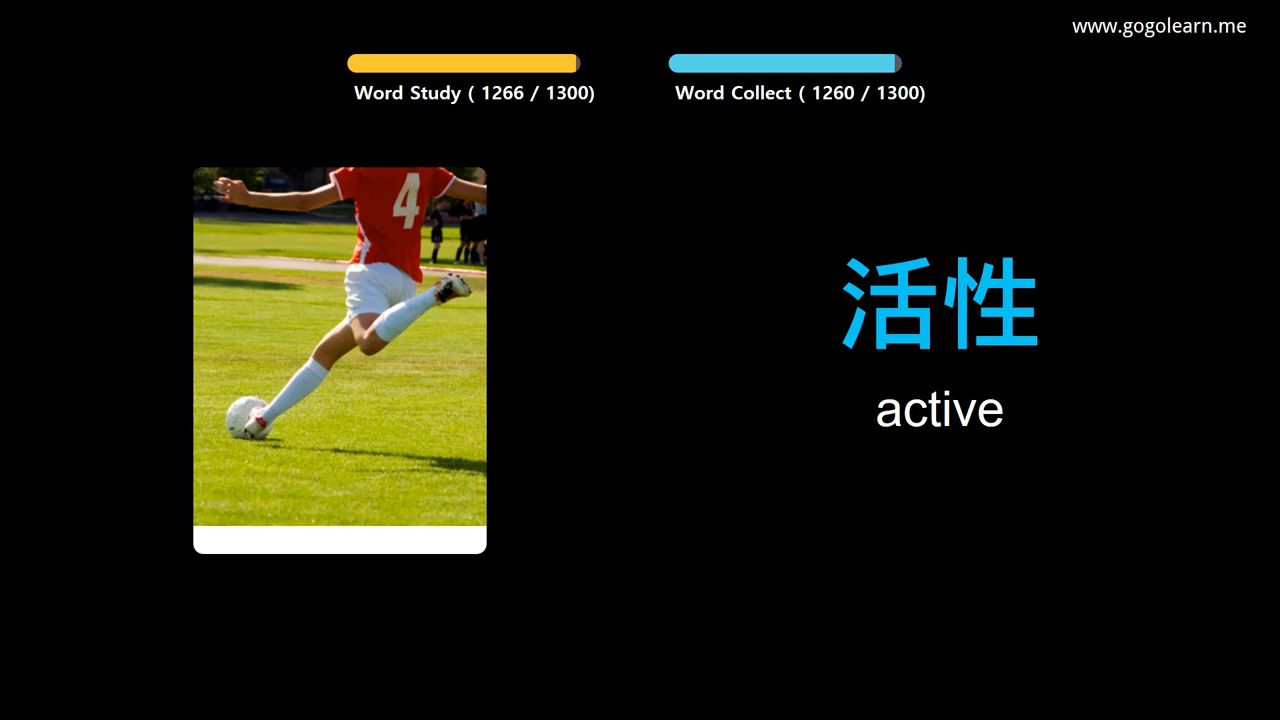 www.gogolearn.me
Word Study ( 1266 / 1300)
Word Collect ( 1260 / 1300)
4
活性
active